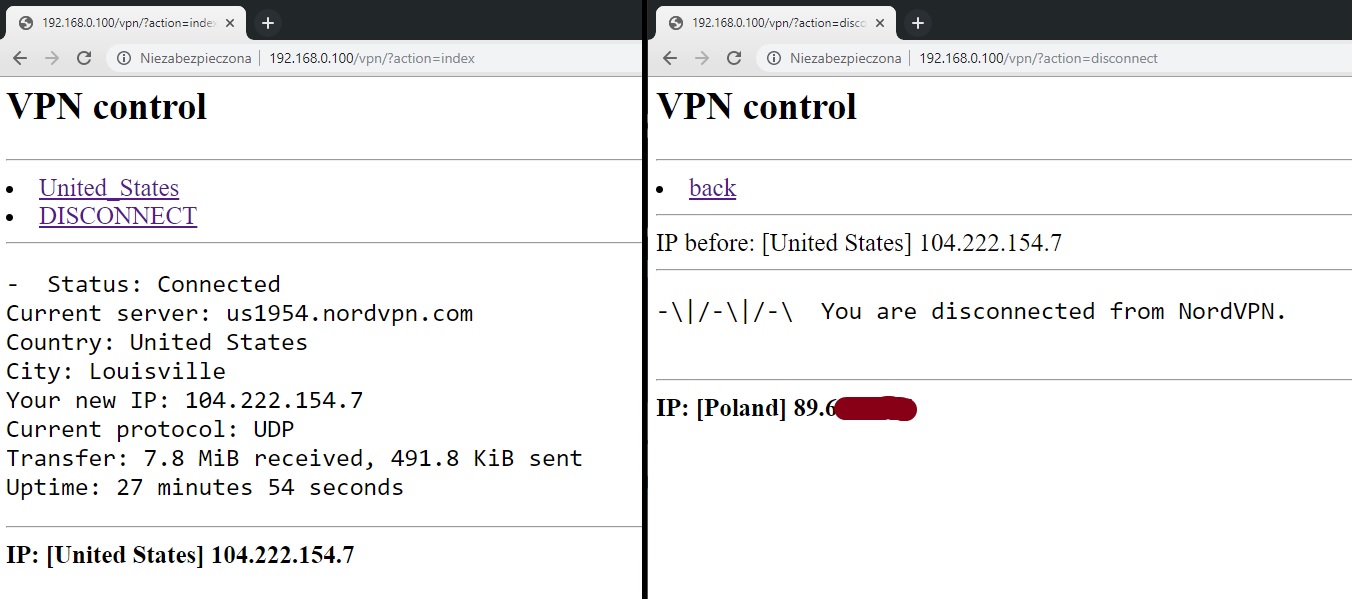 192.168.0.100/vpn/?action=index
Niezabezpieczona 192.168.0.100/vpn/?action=index
VPN control
United_States
DISCONNECT
-  Status: Connected
Current server: us1954.nordvpn.com
Country: United States
City: Louisville
Your new IP: 104.222.154.7
Current protocol: UDP
Transfer: 7.8 MiB received, 491.8 KiB sent
Uptime: 27 minutes 54 seconds
IP: [United States] 104.222.154.7
192.168.0.100/vpn/?action=disco
Niezabezpieczona 192.168.0.100/vpn/?action=disconnect
VPN control
back
IP before: [United States] 104.222.154.7
-\|/-\|/-\  You are disconnected from NordVPN.
IP: [Poland] 89.6